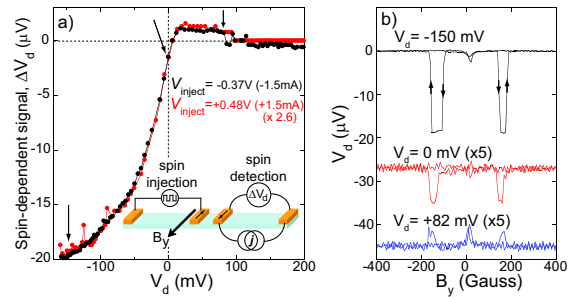 a)
Spin-dependent signal, ΔV_d (µV)
0
-5
-10
-15
-20
V_inject = -0.37V (-1.5mA)
V_inject = +0.48V (+1.5mA)
(x 2.6)
spin
injection
spin
detection
ΔV_d
B_y
-100
0
100
200
V_d (mV)
b)
V_d (µV)
0
-10
-20
-30
-40
V_d = -150 mV
V_d = 0 mV (x5)
V_d = +82 mV (x5)
-400
-200
0
200
400
B_y (Gauss)